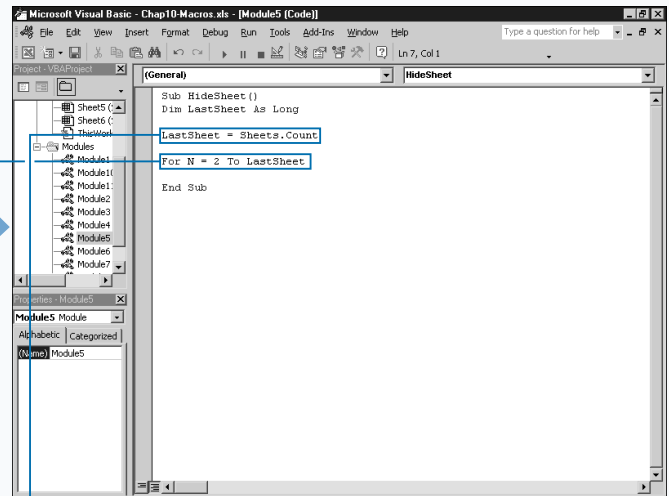 Microsoft Visual Basic - Chap10-Macros.xls - [Module5 (Code)]
File Edit View Insert Format Debug Run Tools Add-Ins Window Help
Type a question for help
Ln 7, Col 1
Project - VBAProject
(General)
HideSheet
Sheet5 (
Sheet6 (
Modules
Module1
Module1
Module2
Module3
Module4
Module5
Module6
Module7
Sub HideSheet()
Dim LastSheet As Long
LastSheet = Sheets.Count
For N = 2 To LastSheet
End Sub
Properties - Module5
Module5 Module
Alphabetic Categorized
(Name) Module5